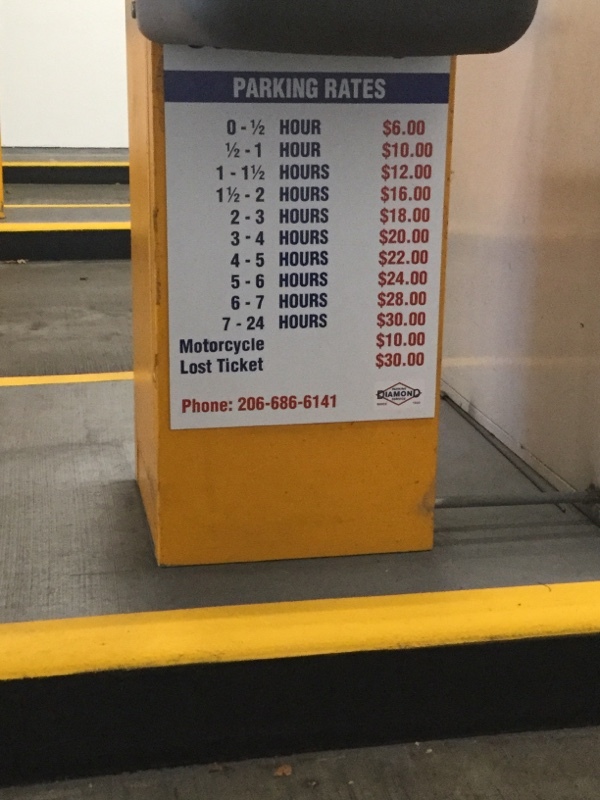 PARKING RATES
0 - ½ HOUR $6.00
½ - 1 HOUR $10.00
1 - 1½ HOURS $12.00
1½ - 2 HOURS $16.00
2 - 3 HOURS $18.00
3 - 4 HOURS $20.00
4 - 5 HOURS $22.00
5 - 6 HOURS $24.00
6 - 7 HOURS $28.00
7 - 24 HOURS $30.00
Motorcycle $10.00
Lost Ticket $30.00
Phone: 206-686-6141
DIAMOND